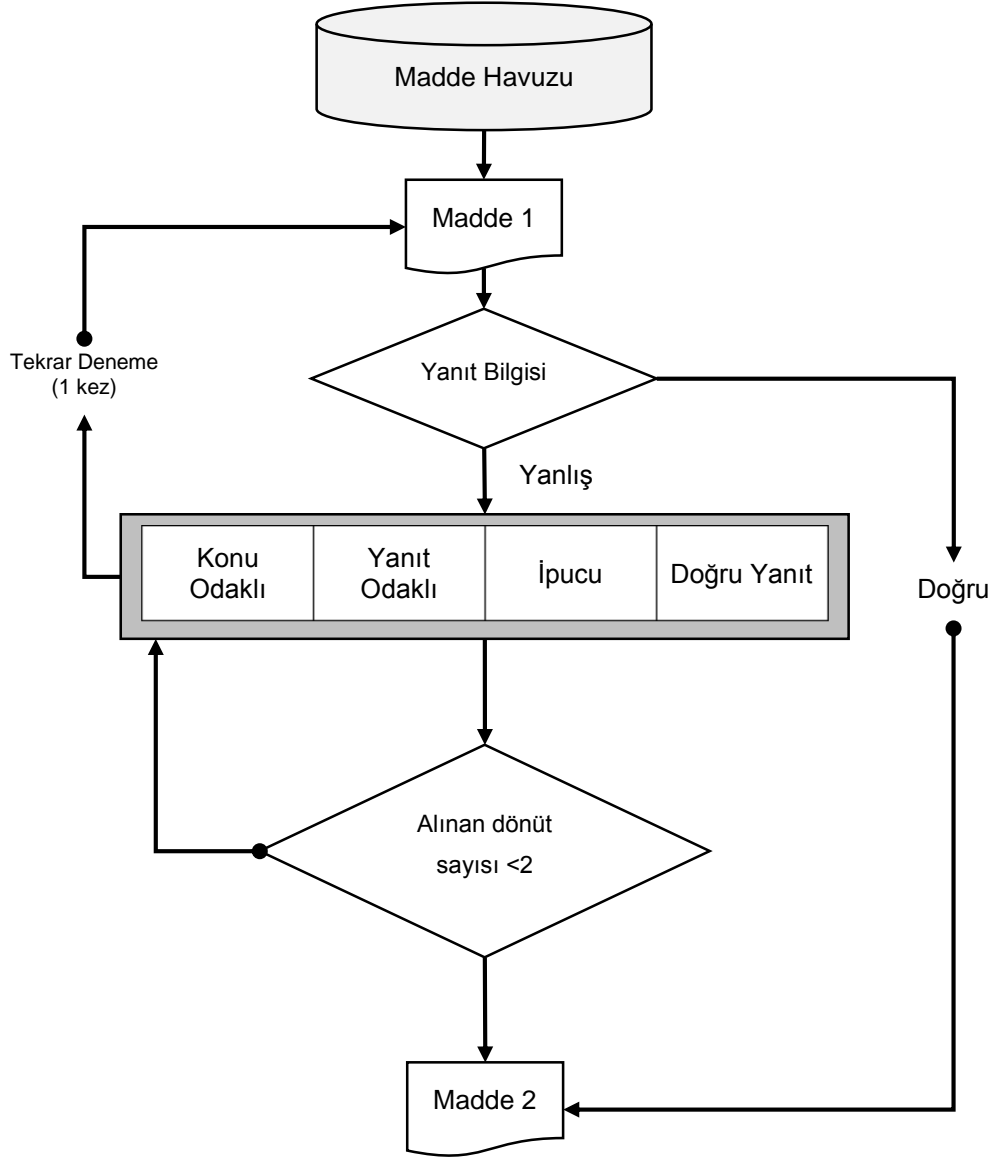 Madde Havuzu
Madde 1
Tekrar Deneme
(1 kez)
Yanıt Bilgisi
Yanlış
Konu
Odaklı
Yanıt
Odaklı
İpucu
Doğru Yanıt
Doğru
Alınan dönüt
sayısı <2
Madde 2